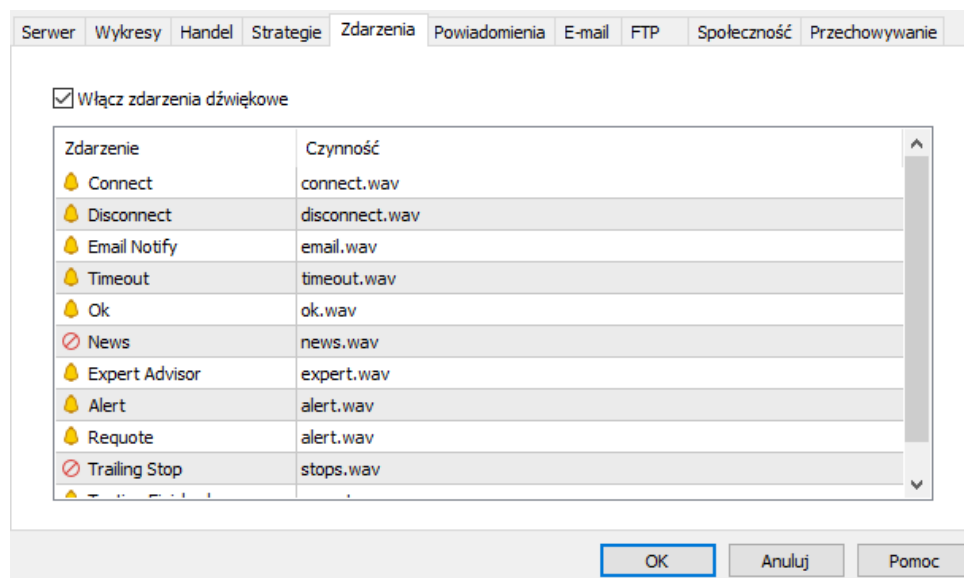 Serwer Wykresy Handel Strategie Zdarzenia Powiadomienia E-mail FTP Społeczność Przechowywanie
Włącz zdarzenia dźwiękowe
Zdarzenie Czynność
Connect connect.wav
Disconnect disconnect.wav
Email Notify email.wav
Timeout timeout.wav
Ok ok.wav
News news.wav
Expert Advisor expert.wav
Alert alert.wav
Requote alert.wav
Trailing Stop stops.wav
OK Anuluj Pomoc